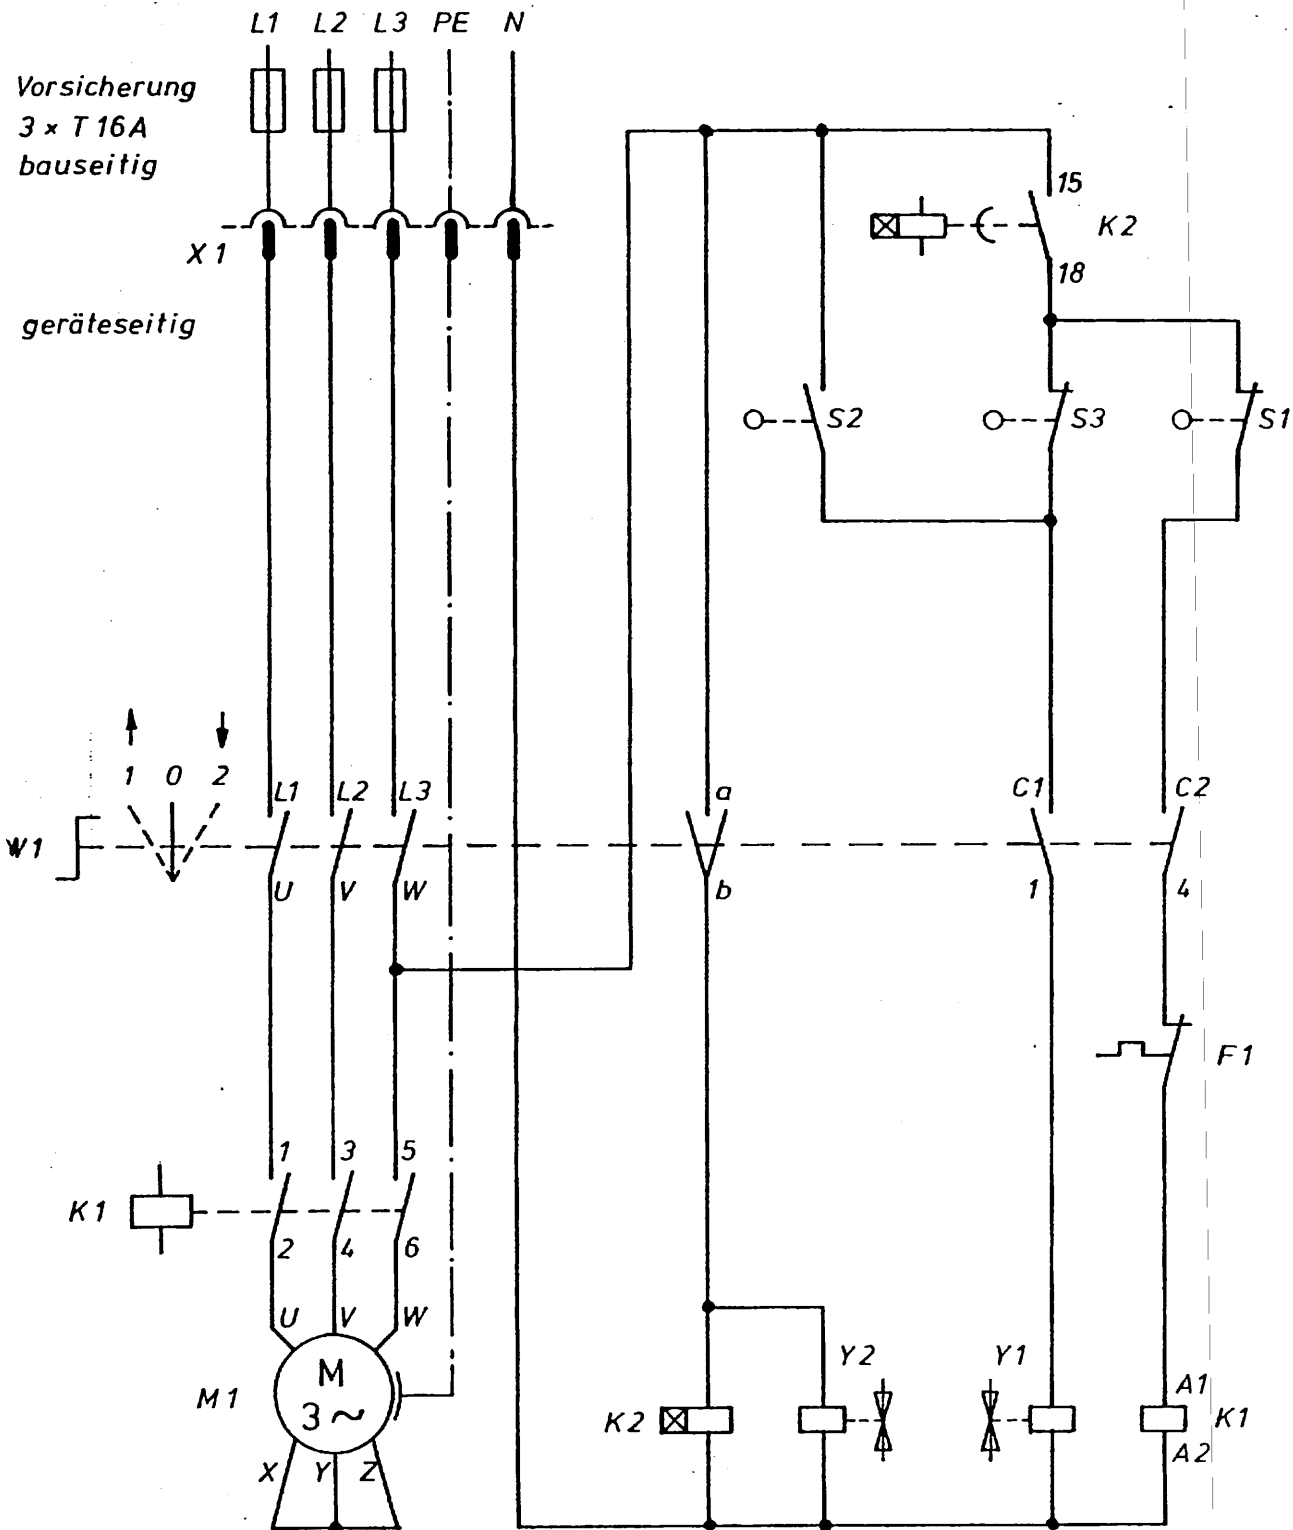 L1 L2 L3 PE N
Vorsicherung
3 × T 16A
bauseitig
X1
geräteseitig
15
K2
18
S2
S3
S1
1 0 2
L1 L2 L3
a
C1
C2
W1
U V W
b
1
4
F1
1 3 5
K1
2 4 6
U V W
M1
M
3 ~
X Y Z
Y2
Y1
A1
K2
K1
A2